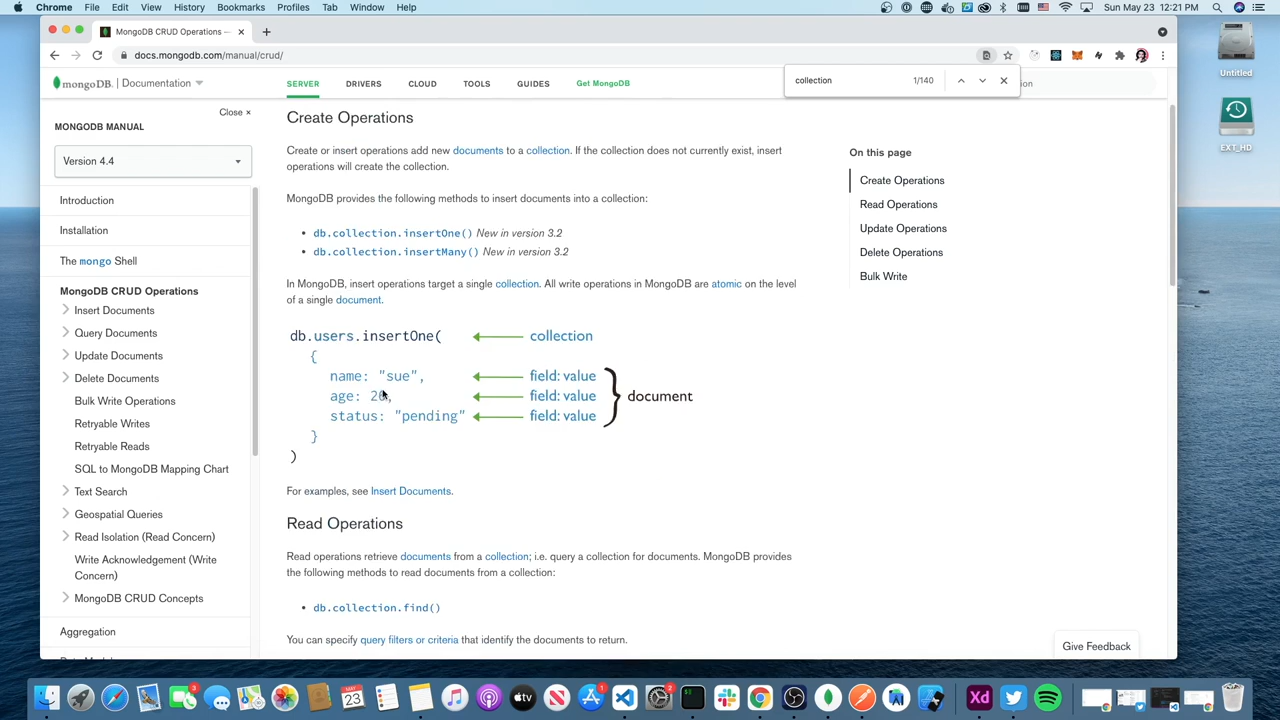 Chrome File Edit View History Bookmarks Profiles Tab Window Help Sun May 23 12:21 PM
MongoDB CRUD Operations —
docs.mongodb.com/manual/crud/
mongoDB. Documentation
SERVER DRIVERS CLOUD TOOLS GUIDES Get MongoDB
collection 1/140
Close ×
MONGODB MANUAL
Version 4.4
Introduction
Installation
The mongo Shell
MongoDB CRUD Operations
Insert Documents
Query Documents
Update Documents
Delete Documents
Bulk Write Operations
Retryable Writes
Retryable Reads
SQL to MongoDB Mapping Chart
Text Search
Geospatial Queries
Read Isolation (Read Concern)
Write Acknowledgement (Write
Concern)
MongoDB CRUD Concepts
Aggregation
Create Operations
Create or insert operations add new documents to a collection. If the collection does not currently exist, insert
operations will create the collection.
MongoDB provides the following methods to insert documents into a collection:
• db.collection.insertOne() New in version 3.2
• db.collection.insertMany() New in version 3.2
In MongoDB, insert operations target a single collection. All write operations in MongoDB are atomic on the level
of a single document.
db.users.insertOne( collection
{
name: "sue", field: value
age: 26, field: value document
status: "pending" field: value
}
)
For examples, see Insert Documents.
Read Operations
Read operations retrieve documents from a collection; i.e. query a collection for documents. MongoDB provides
the following methods to read documents from a collection:
• db.collection.find()
You can specify query filters or criteria that identify the documents to return.
On this page
Create Operations
Read Operations
Update Operations
Delete Operations
Bulk Write
Give Feedback
Untitled
EXT_HD